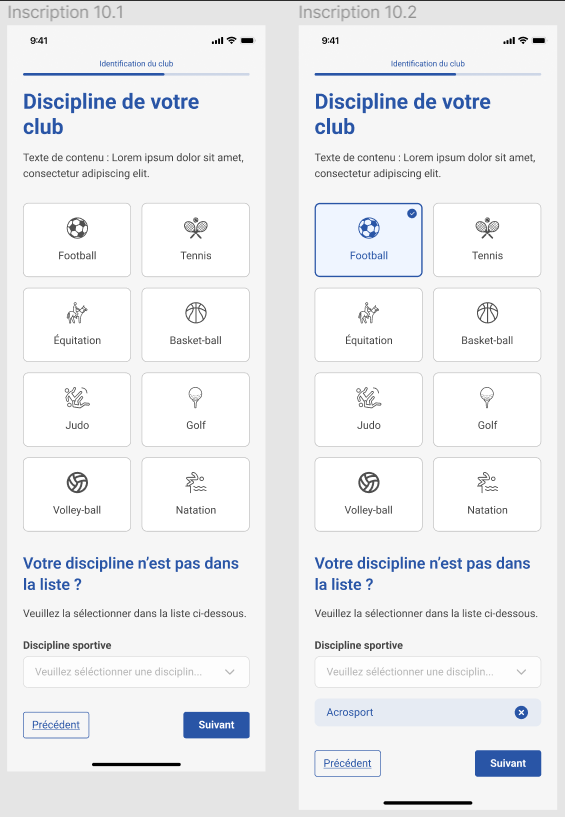 Inscription 10.1
9:41
Identification du club
Discipline de votre
club
Texte de contenu : Lorem ipsum dolor sit amet,
consectetur adipiscing elit.
Football
Tennis
Équitation
Basket-ball
Judo
Golf
Volley-ball
Natation
Votre discipline n’est pas dans
la liste ?
Veuillez la sélectionner dans la liste ci-dessous.
Discipline sportive
Veuillez séléctionner une disciplin...
Précédent
Suivant
Inscription 10.2
9:41
Identification du club
Discipline de votre
club
Texte de contenu : Lorem ipsum dolor sit amet,
consectetur adipiscing elit.
Football
Tennis
Équitation
Basket-ball
Judo
Golf
Volley-ball
Natation
Votre discipline n’est pas dans
la liste ?
Veuillez la sélectionner dans la liste ci-dessous.
Discipline sportive
Veuillez séléctionner une disciplin...
Acrosport
Précédent
Suivant